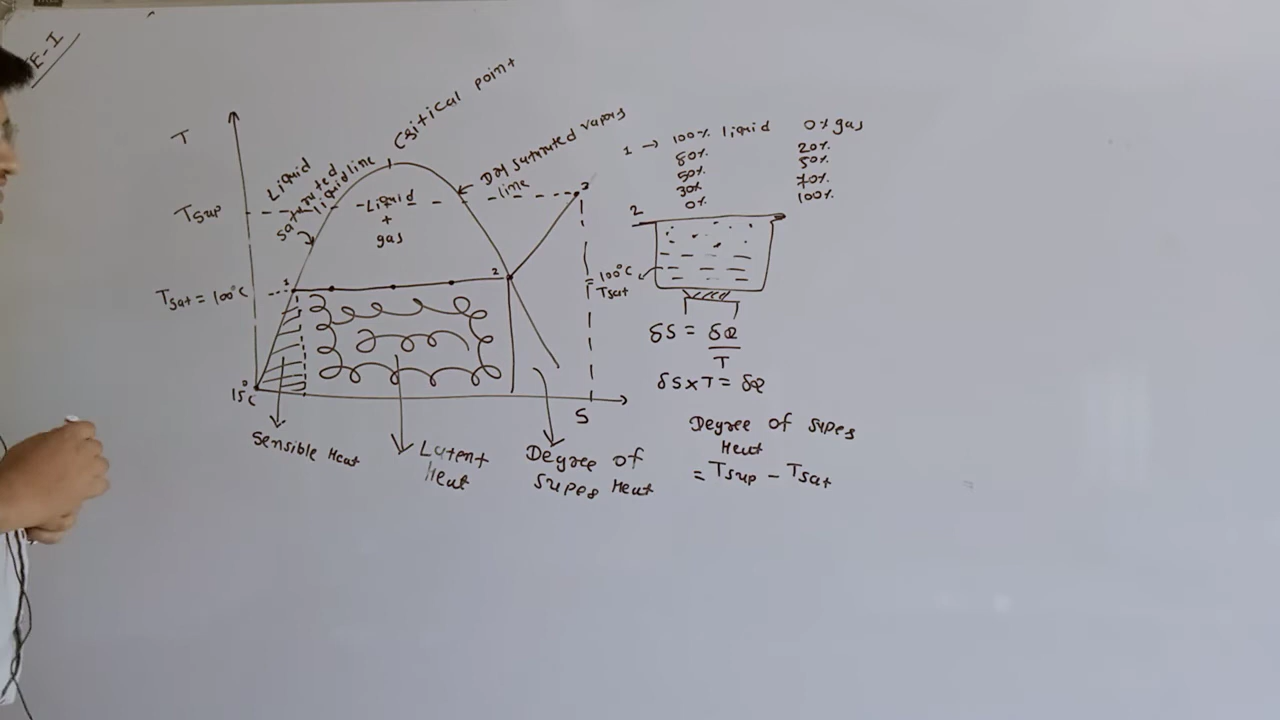 E-I
T
Critical point
Liquid
Saturated
liquid line
Dry saturated vapors
line
Tsup
Liquid
+
gas
3
1 → 100% liquid 0% gas
80% 20%
50% 50%
30% 70%
2 0% 100%
1
2
Tsat = 100°C
= 100°C
Tsat
15°C
S
Sensible Heat
Latent
Heat
Degree of
super Heat
δS = δQ
T
δS x T = δQ
Degree of super
Heat
= Tsup - Tsat